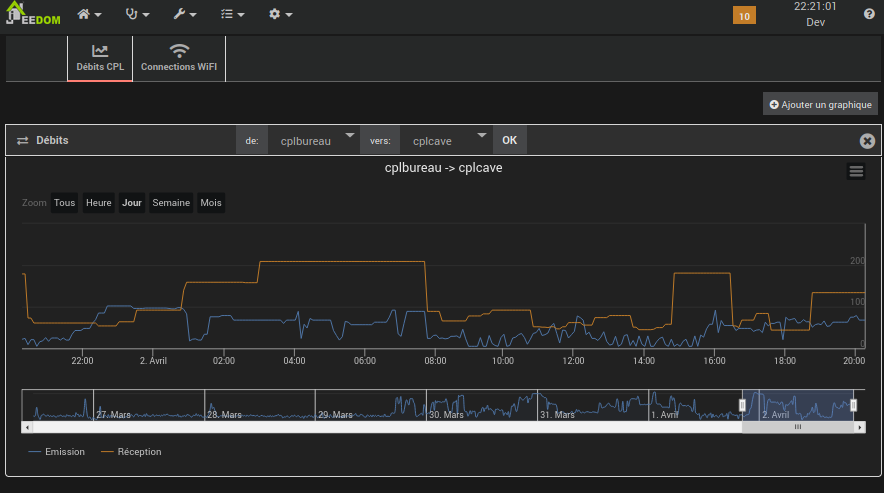 JEEDOM
10
22:21:01
Dev
Débits CPL
Connections WiFI
Ajouter un graphique
Débits
de: cplbureau vers: cplcave OK
cplbureau -> cplcave
Zoom Tous Heure Jour Semaine Mois
200
100
0
22:00 2. Avril 02:00 04:00 06:00 08:00 10:00 12:00 14:00 16:00 18:00 20:00
27. Mars 28. Mars 29. Mars 30. Mars 31. Mars 1. Avril 2. Avril
Emission Réception